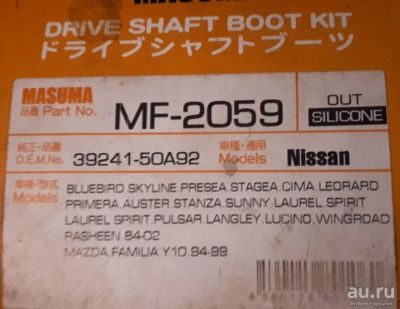 MASUMA
DRIVE SHAFT BOOT KIT
ドライブシャフトブーツ
MASUMA
品番 Part No.
MF-2059
OUT
SILICONE
純正・品番
O.E.M.No.
39241-50A92
車種・適用
Models
Nissan
車種・形式
Models
BLUEBIRD SKYLINE, PRESEA, STAGEA, CIMA, LEORARD
PRIMERA, AUSTER, STANZA, SUNNY, LAUREL SPIRIT
LAUREL SPIRIT, PULSAR, LANGLEY, LUCINO, WINGROAD
RASHEEN, 84-02
MAZDA, FAMILIA, Y10, 94-99
au.ru